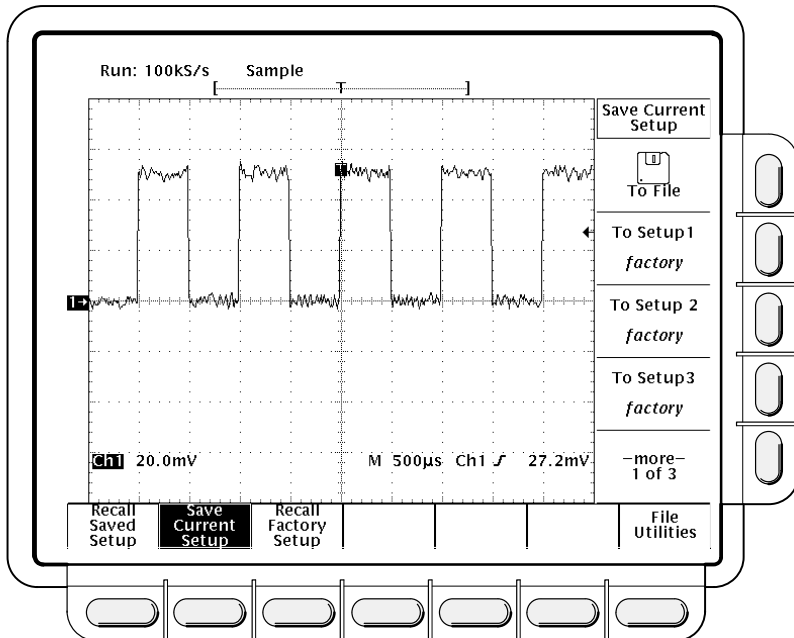 Run: 100kS/s Sample
[ T ]
Save Current
Setup
To File
T
To Setup1
factory
1→
To Setup 2
factory
To Setup3
factory
Ch1 20.0mV M 500µs Ch1 27.2mV
–more–
1 of 3
Recall
Saved
Setup
Save
Current
Setup
Recall
Factory
Setup
File
Utilities